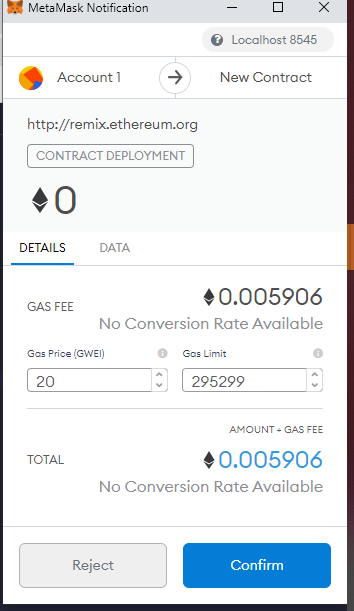 MetaMask Notification
Localhost 8545
Account 1
New Contract
http://remix.ethereum.org
CONTRACT DEPLOYMENT
0
DETAILS DATA
GAS FEE
0.005906
No Conversion Rate Available
Gas Price (GWEI) Gas Limit
20 295299
AMOUNT + GAS FEE
TOTAL
0.005906
No Conversion Rate Available
Reject Confirm